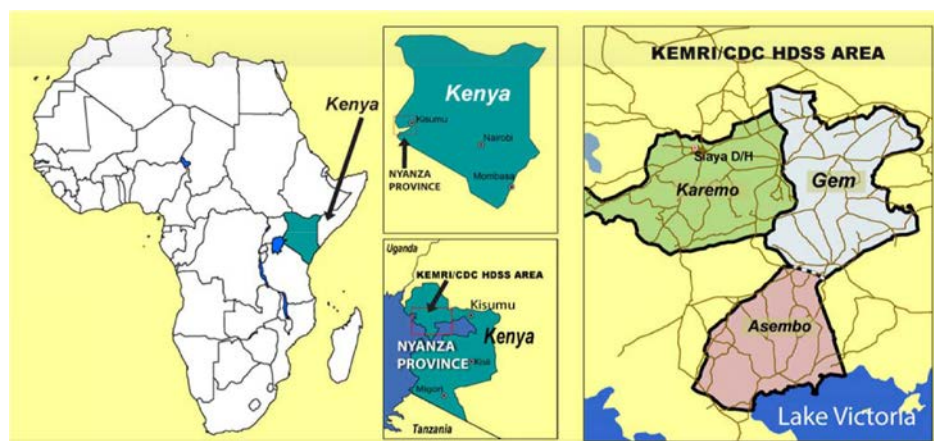 Kenya
Kenya
Kisumu
Nairobi
NYANZA
PROVINCE
Mombasa
Uganda
KEMRI/CDC HDSS AREA
Kisumu
Kenya
NYANZA
PROVINCE
Kisii
Migori
Tanzania
KEMRI/CDC HDSS AREA
Siaya D/H
Karemo
Gem
Asembo
Lake Victoria